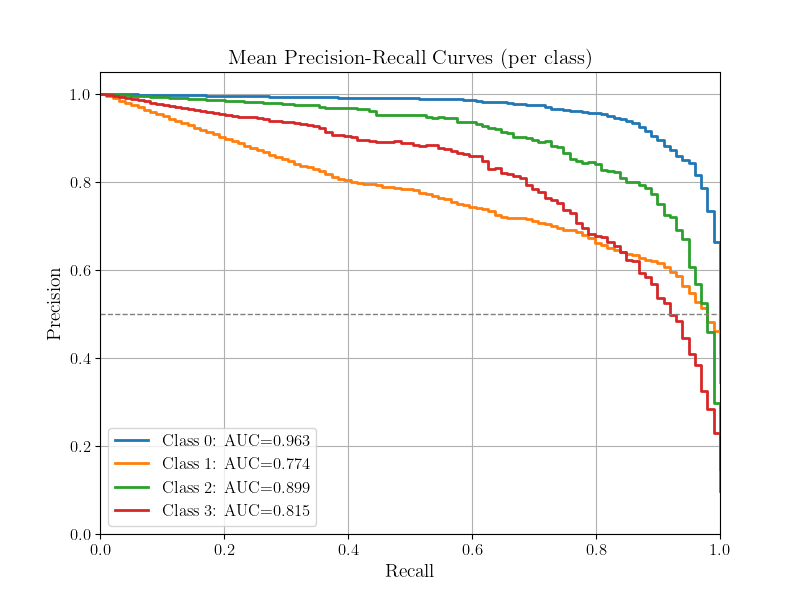 Mean Precision-Recall Curves (per class)
Precision
1.0
0.8
0.6
0.4
0.2
0.0
Class 0: AUC=0.963
Class 1: AUC=0.774
Class 2: AUC=0.899
Class 3: AUC=0.815
0.0 0.2 0.4 0.6 0.8 1.0
Recall